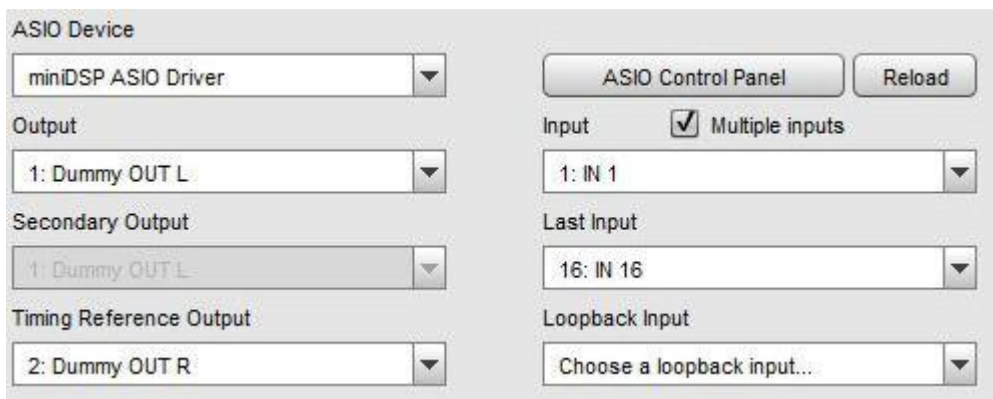 ASIO Device
miniDSP ASIO Driver
ASIO Control Panel
Reload
Output
Input
Multiple inputs
1: Dummy OUT L
1: IN 1
Secondary Output
Last Input
1: Dummy OUT L
16: IN 16
Timing Reference Output
Loopback Input
2: Dummy OUT R
Choose a loopback input...